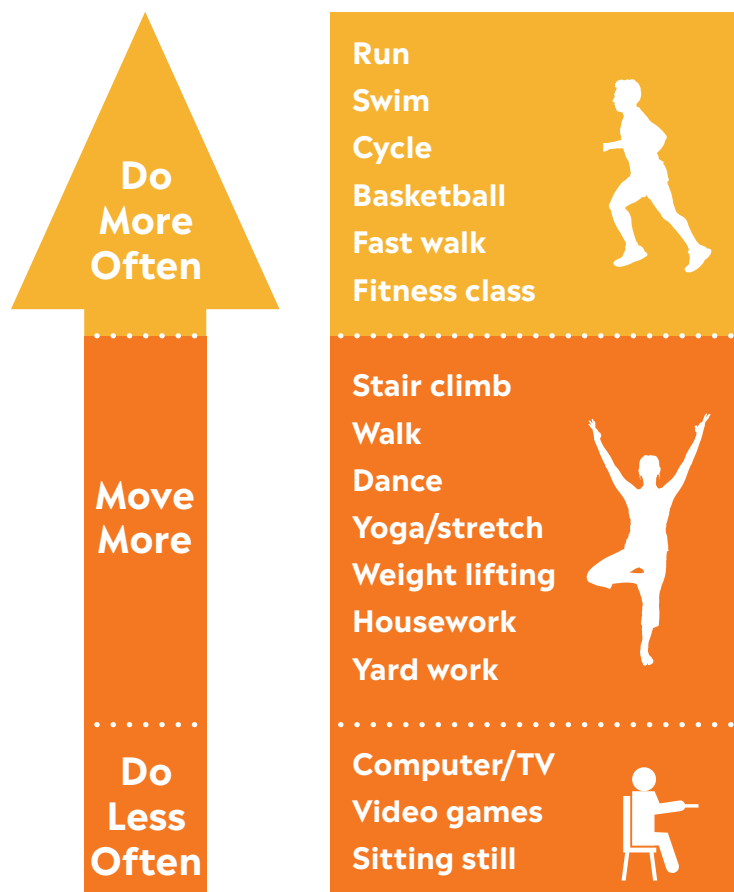 Do
More
Often
Run
Swim
Cycle
Basketball
Fast walk
Fitness class
Move
More
Stair climb
Walk
Dance
Yoga/stretch
Weight lifting
Housework
Yard work
Do
Less
Often
Computer/TV
Video games
Sitting still